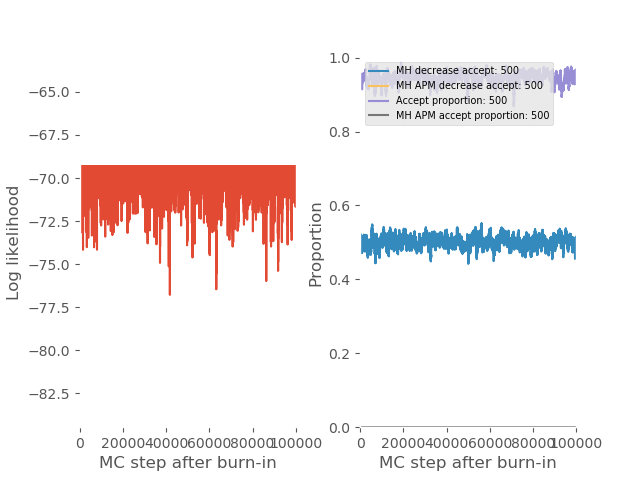 −65.0
−67.5
−70.0
−72.5
−75.0
−77.5
−80.0
−82.5
Log likelihood
0 20000 40000 60000 80000 100000
MC step after burn-in
1.0
0.8
0.6
0.4
0.2
0.0
Proportion
MH decrease accept: 500
MH APM decrease accept: 500
Accept proportion: 500
MH APM accept proportion: 500
0 20000 40000 60000 80000 100000
MC step after burn-in